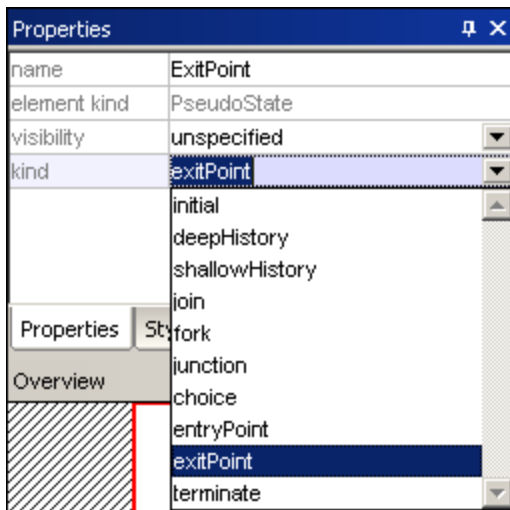 Properties
name ExitPoint
element kind PseudoState
visibility unspecified
kind exitPoint
initial
deepHistory
shallowHistory
join
Properties Sty fork
junction
Overview
choice
entryPoint
exitPoint
terminate